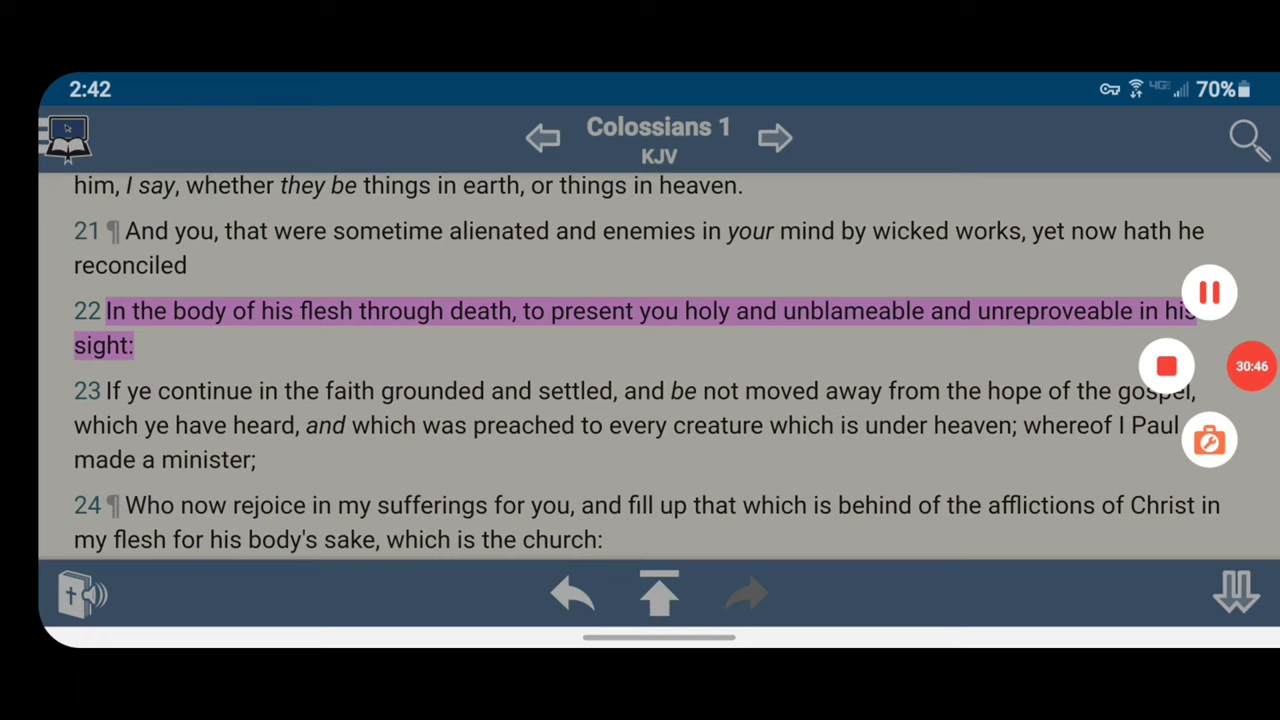 2:42
4GE 70%
Colossians 1
KJV
him, I say, whether they be things in earth, or things in heaven.
21 ¶ And you, that were sometime alienated and enemies in your mind by wicked works, yet now hath he
reconciled
22 In the body of his flesh through death, to present you holy and unblameable and unreproveable in his
sight:
23 If ye continue in the faith grounded and settled, and be not moved away from the hope of the gospel,
30:46
which ye have heard, and which was preached to every creature which is under heaven; whereof I Paul
made a minister;
24 ¶ Who now rejoice in my sufferings for you, and fill up that which is behind of the afflictions of Christ in
my flesh for his body's sake, which is the church: